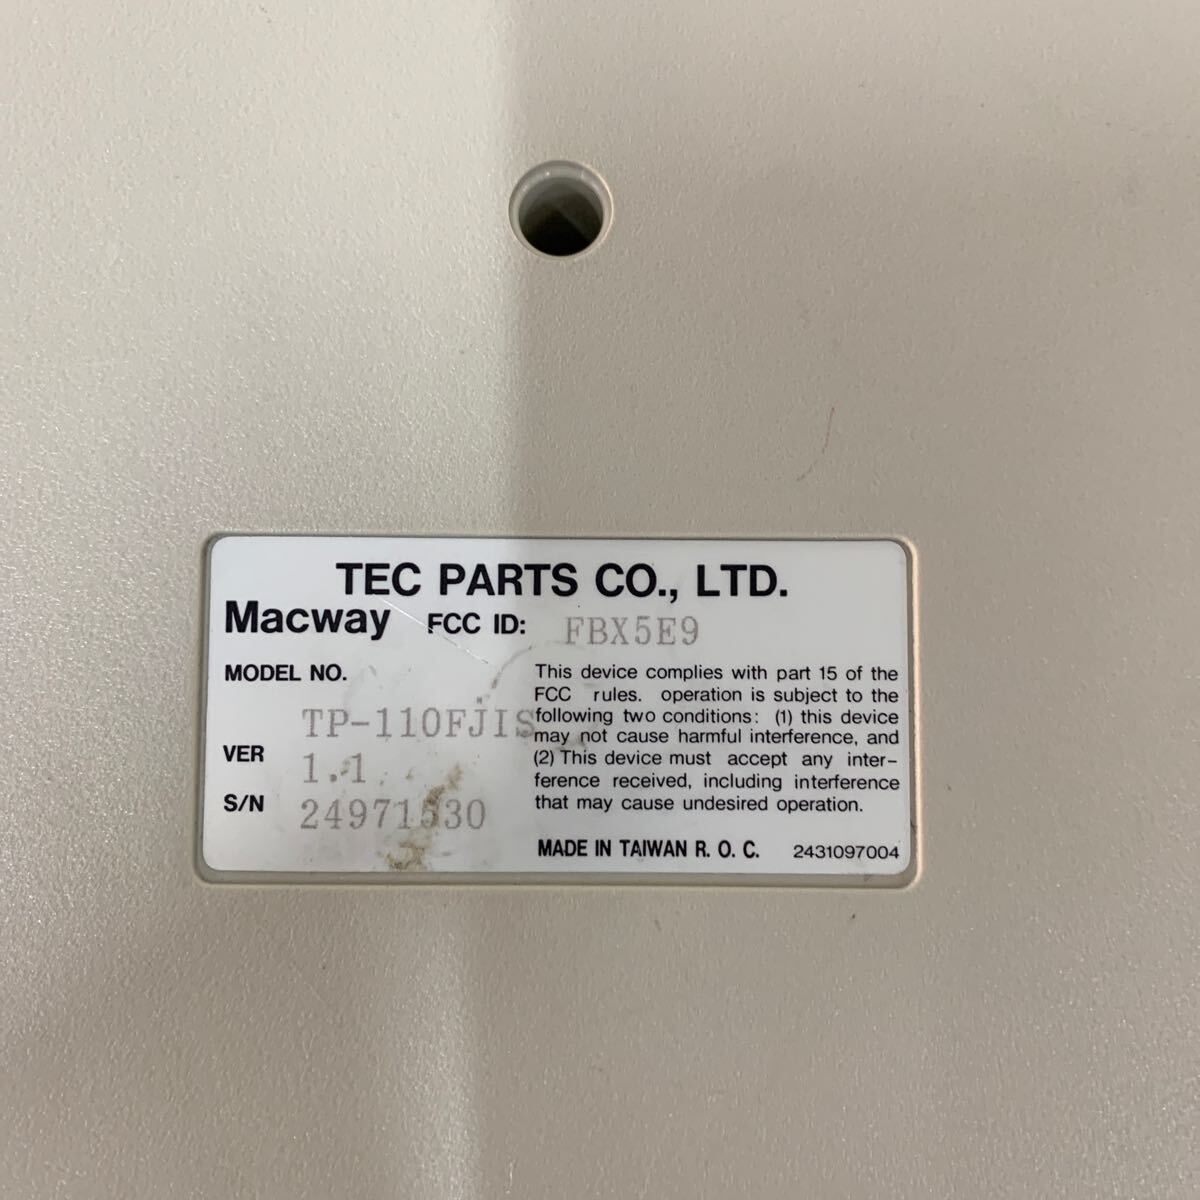 TEC PARTS CO., LTD.
Macway FCC ID: FBX5E9
MODEL NO.
TP-110FJIS
VER 1.1
S/N 24971530
This device complies with part 15 of the
FCC rules. operation is subject to the
following two conditions: (1) this device
may not cause harmful interference, and
(2) This device must accept any inter-
ference received, including interference
that may cause undesired operation.
MADE IN TAIWAN R. O. C. 2431097004